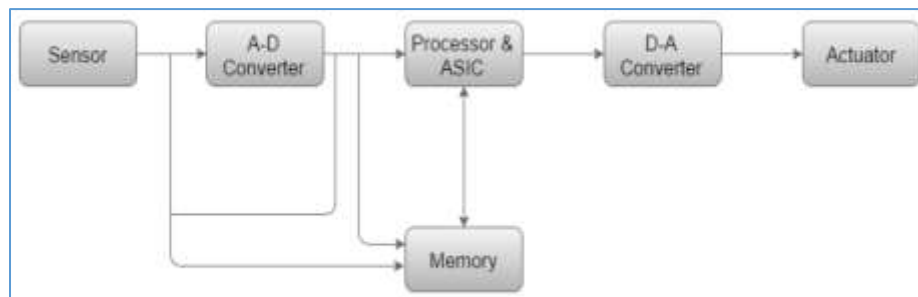 Sensor
A-D
Converter
Processor &
ASIC
D-A
Converter
Actuator
Memory